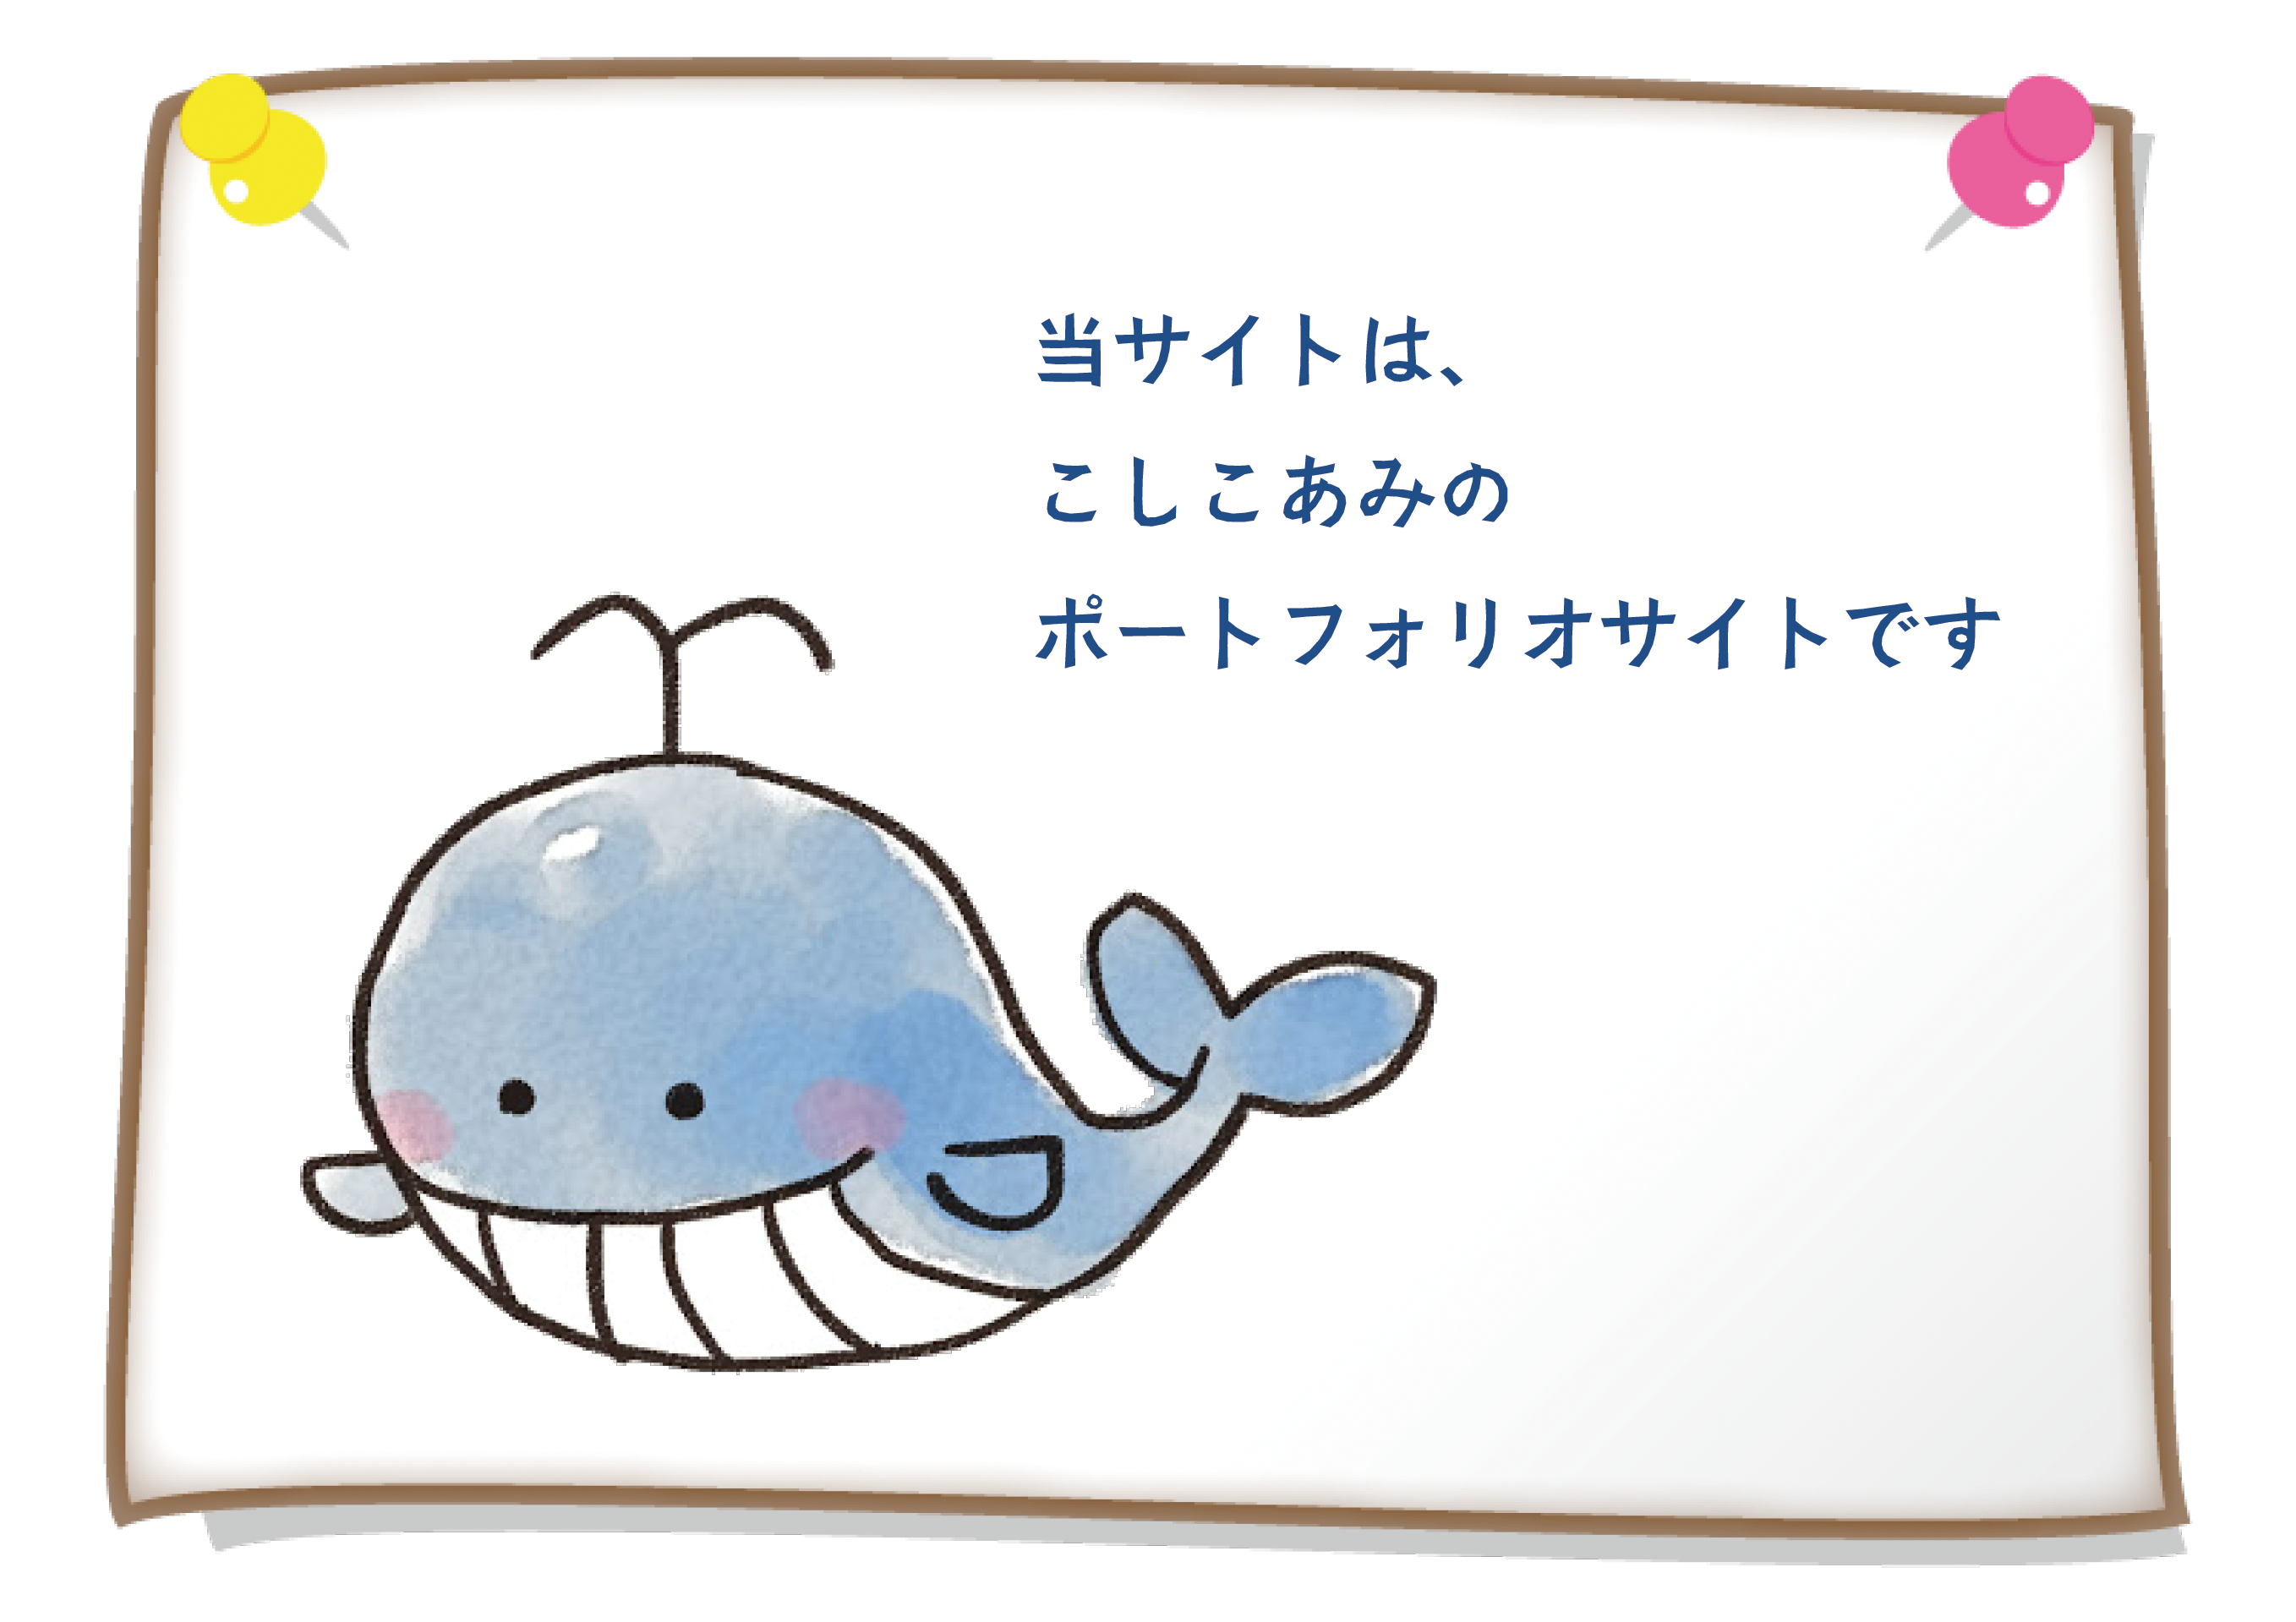 当サイトは、
こしこあみの
ポートフォリオサイトです